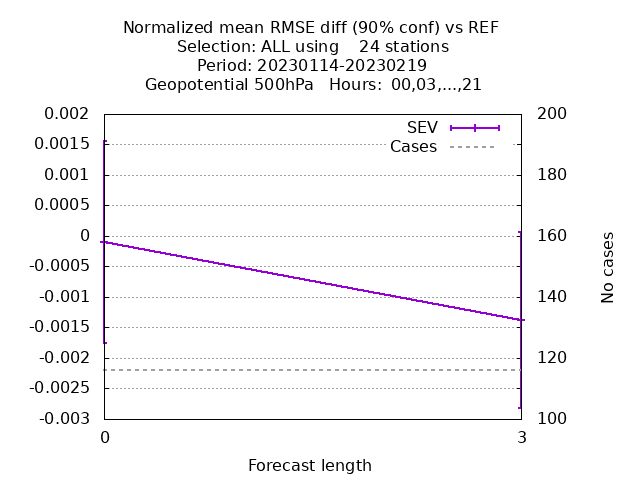 Normalized mean RMSE diff (90% conf) vs REF
Selection: ALL using    24 stations
Period: 20230114-20230219
Geopotential 500hPa   Hours:  00,03,...,21
0.002
0.0015
0.001
0.0005
0
-0.0005
-0.001
-0.0015
-0.002
-0.0025
-0.003
SEV
Cases
200
180
160
140
120
100
No cases
0
3
Forecast length